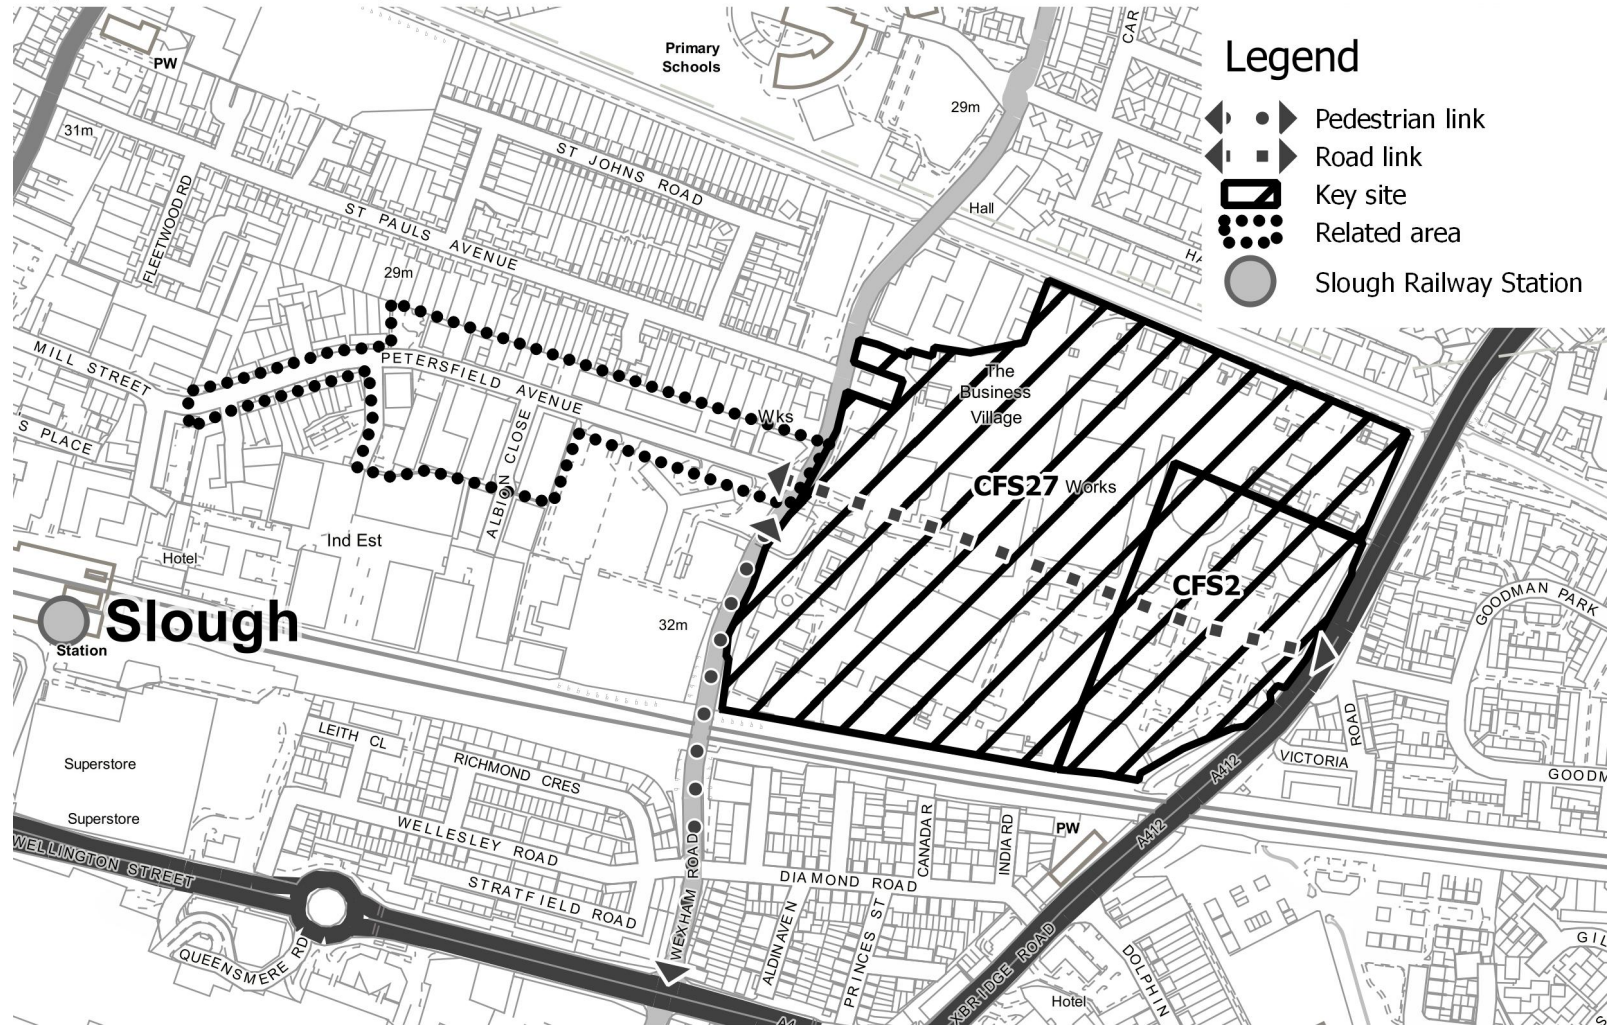 Legend
Pedestrian link
Road link
Key site
Related area
Slough Railway Station
PW
Primary
Schools
CAR
29m
31m
ST JOHNS ROAD
FLEETWOOD RD
ST PAULS AVENUE
Hall
HA
29m
MILL STREET
'S PLACE
PETERSFIELD AVENUE
Wks
ALBION CLOSE
The
Business
Village
CFS27
Works
CFS2
Hotel
Ind Est
Slough
Station
32m
GOODMAN PARK
LEITH CL
RICHMOND CRES
WELLESLEY ROAD
STRATFIELD ROAD
Superstore
Superstore
WELLINGTON STREET
QUEENSMERE RD
WEXHAM ROAD
DIAMOND ROAD
ALDIN AVEN
PRINCES ST
CANADA R
INDIA RD
PW
A412
A412
VICTORIA
ROAD
GOODM
XBRIDGE ROAD
Hotel
DOLPHIN
GIL
A4